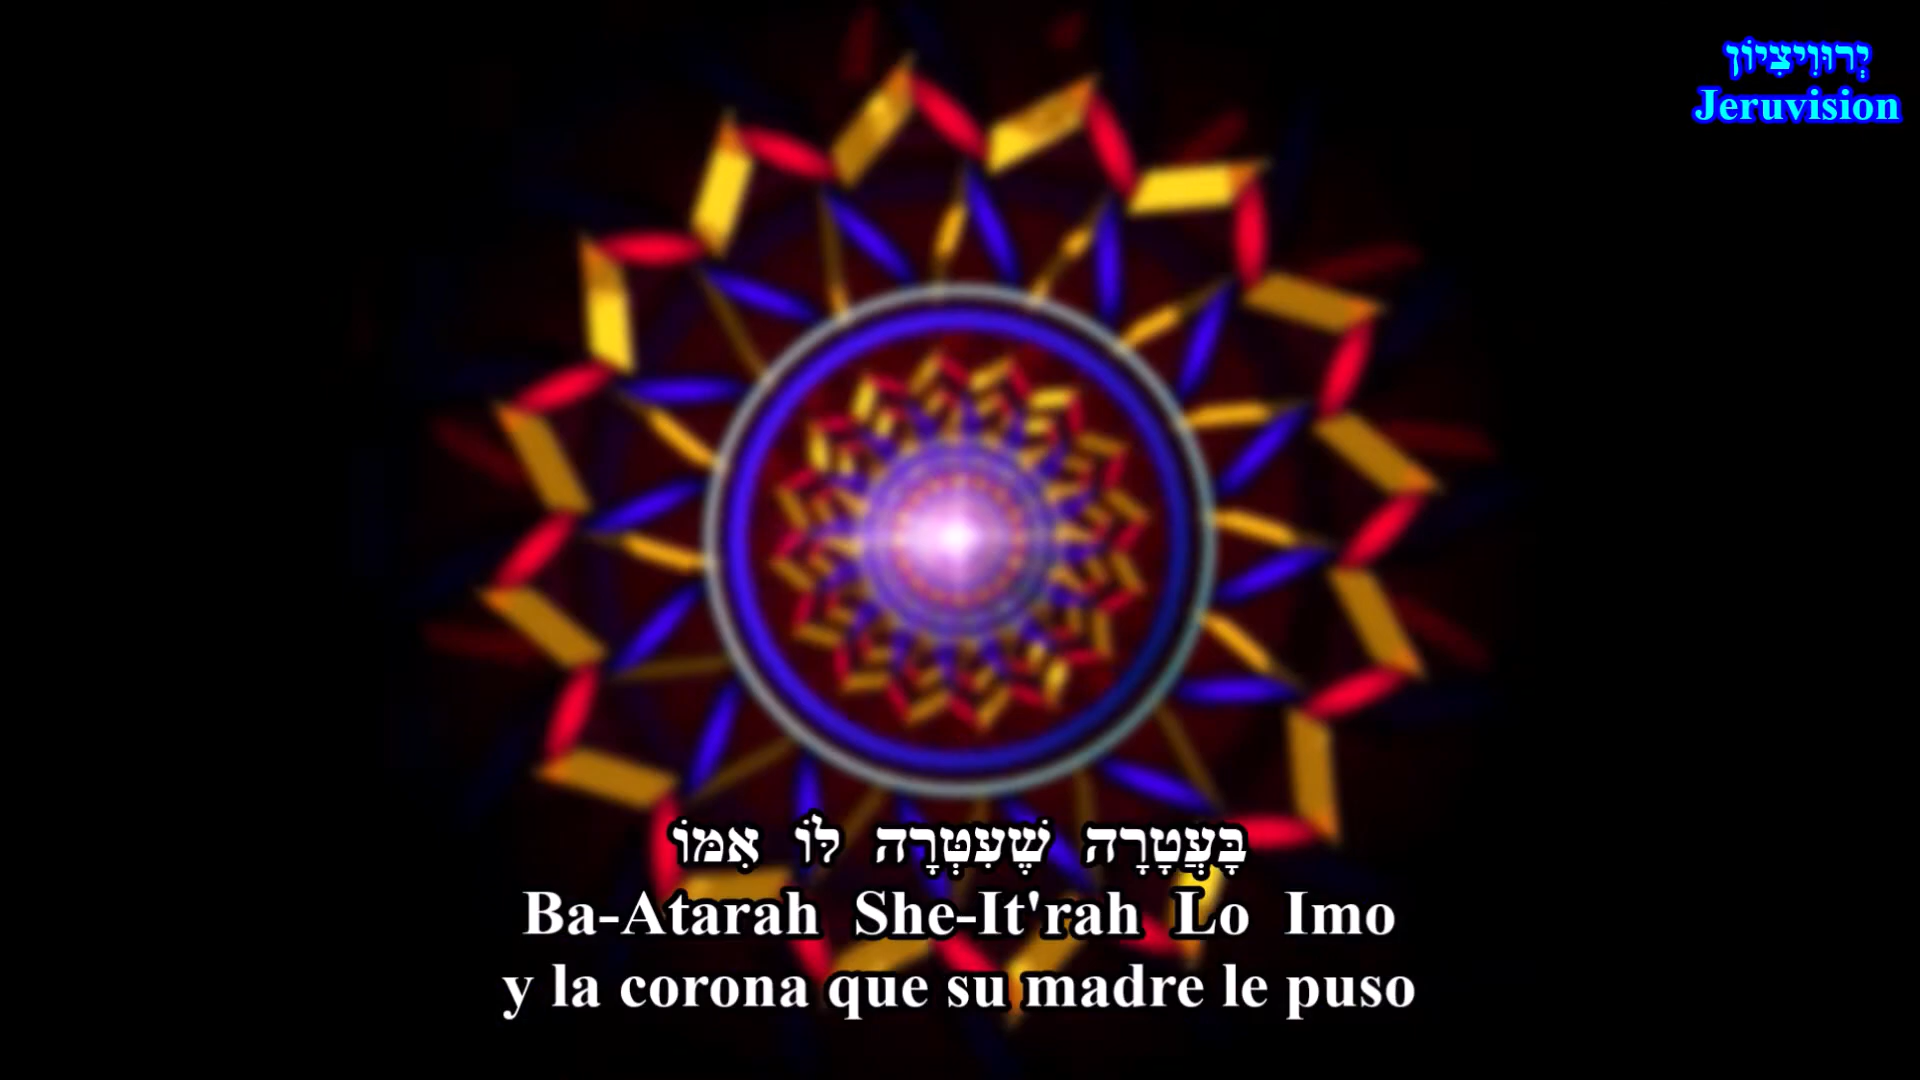 יְרוּוִיצִיוֹן
Jeruvision
בָּעֲטָרָה שֶׁעִטְּרָה לּוֹ אִמּוֹ
Ba-Atarah She-It'rah Lo Imo
y la corona que su madre le puso